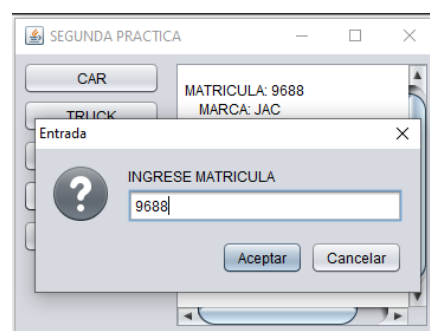 SEGUNDA PRACTICA
CAR
TRUCK
MATRICULA: 9688
MARCA: JAC
Entrada
INGRESE MATRICULA
9688
Aceptar
Cancelar